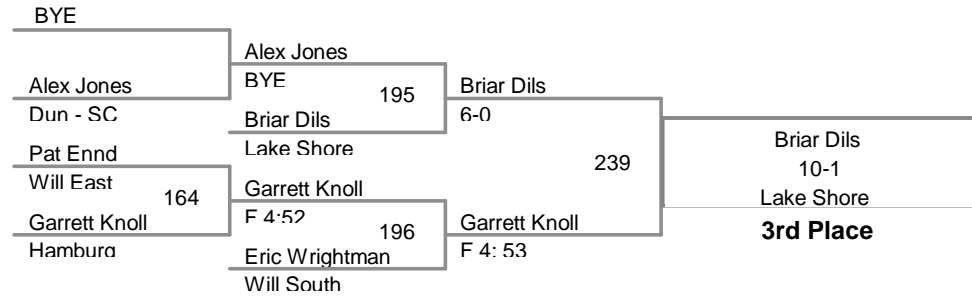 BYE
Alex Jones
Dun - SC
Pat Ennd
Will East
164
Garrett Knoll
Hamburg
Alex Jones
BYE
195
Briar Dils
Lake Shore
Garrett Knoll
F 4:52
196
Eric Wrightman
Will South
Briar Dils
6-0
239
Garrett Knoll
F 4: 53
Briar Dils
10-1
Lake Shore
3rd Place